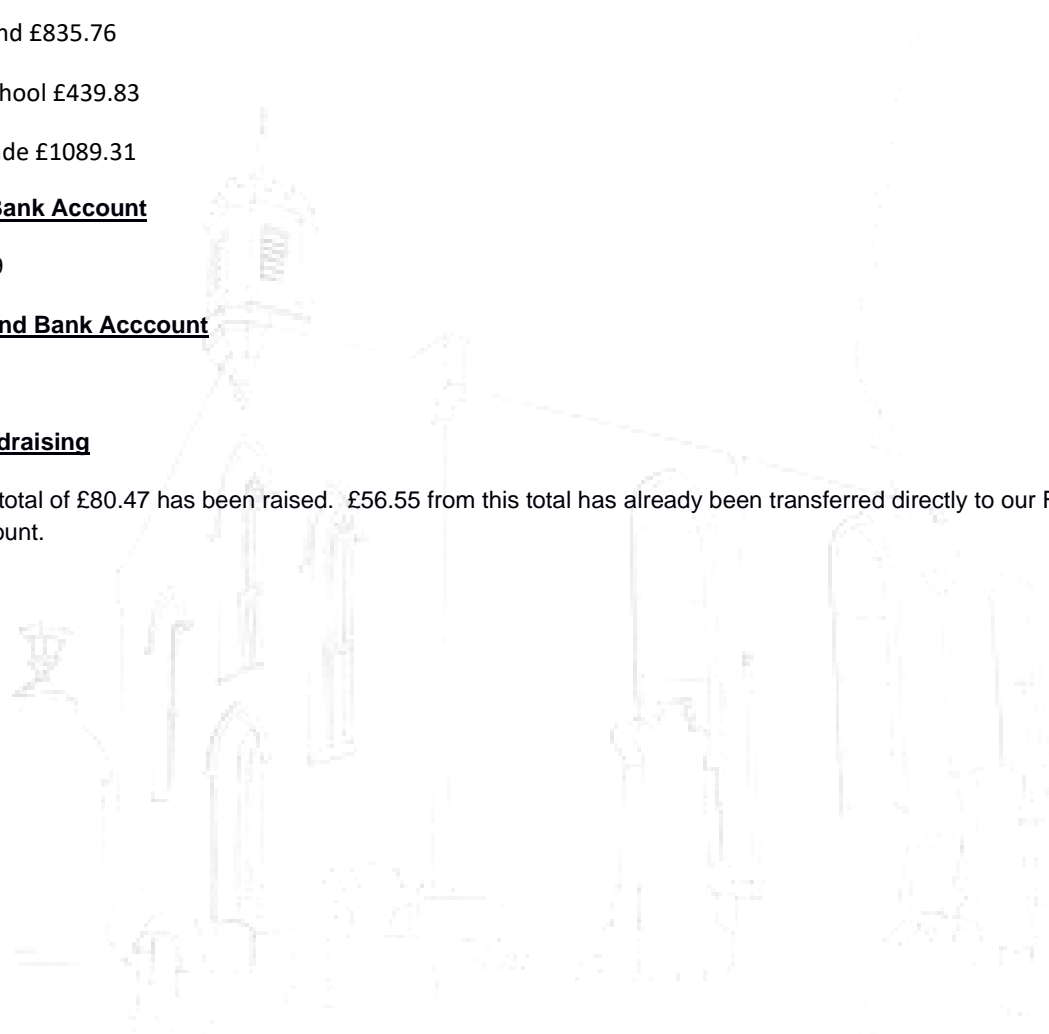 nd £835.76
hool £439.83
de £1089.31
Bank Account
nd Bank Acccount
draising
total of £80.47 has been raised.  £56.55 from this total has already been transferred directly to our
ount.